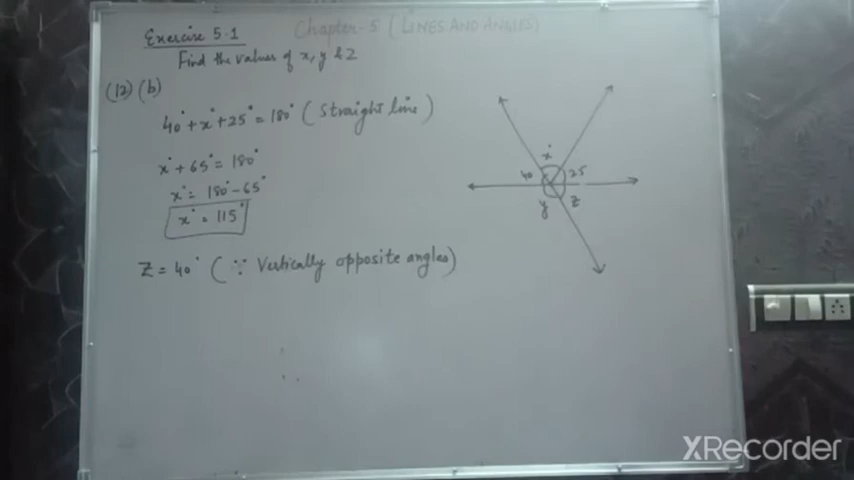 Chapter-5 (LINES AND ANGLES)
Exercise 5.1
Find the values of x, y & z
(12) (b)
40° + x° + 25° = 180° (Straight line)
x° + 65° = 180°
x° = 180° - 65°
x° = 115°
z = 40° (∵ Vertically opposite angles)
x°
40 25
y z
XRecorder